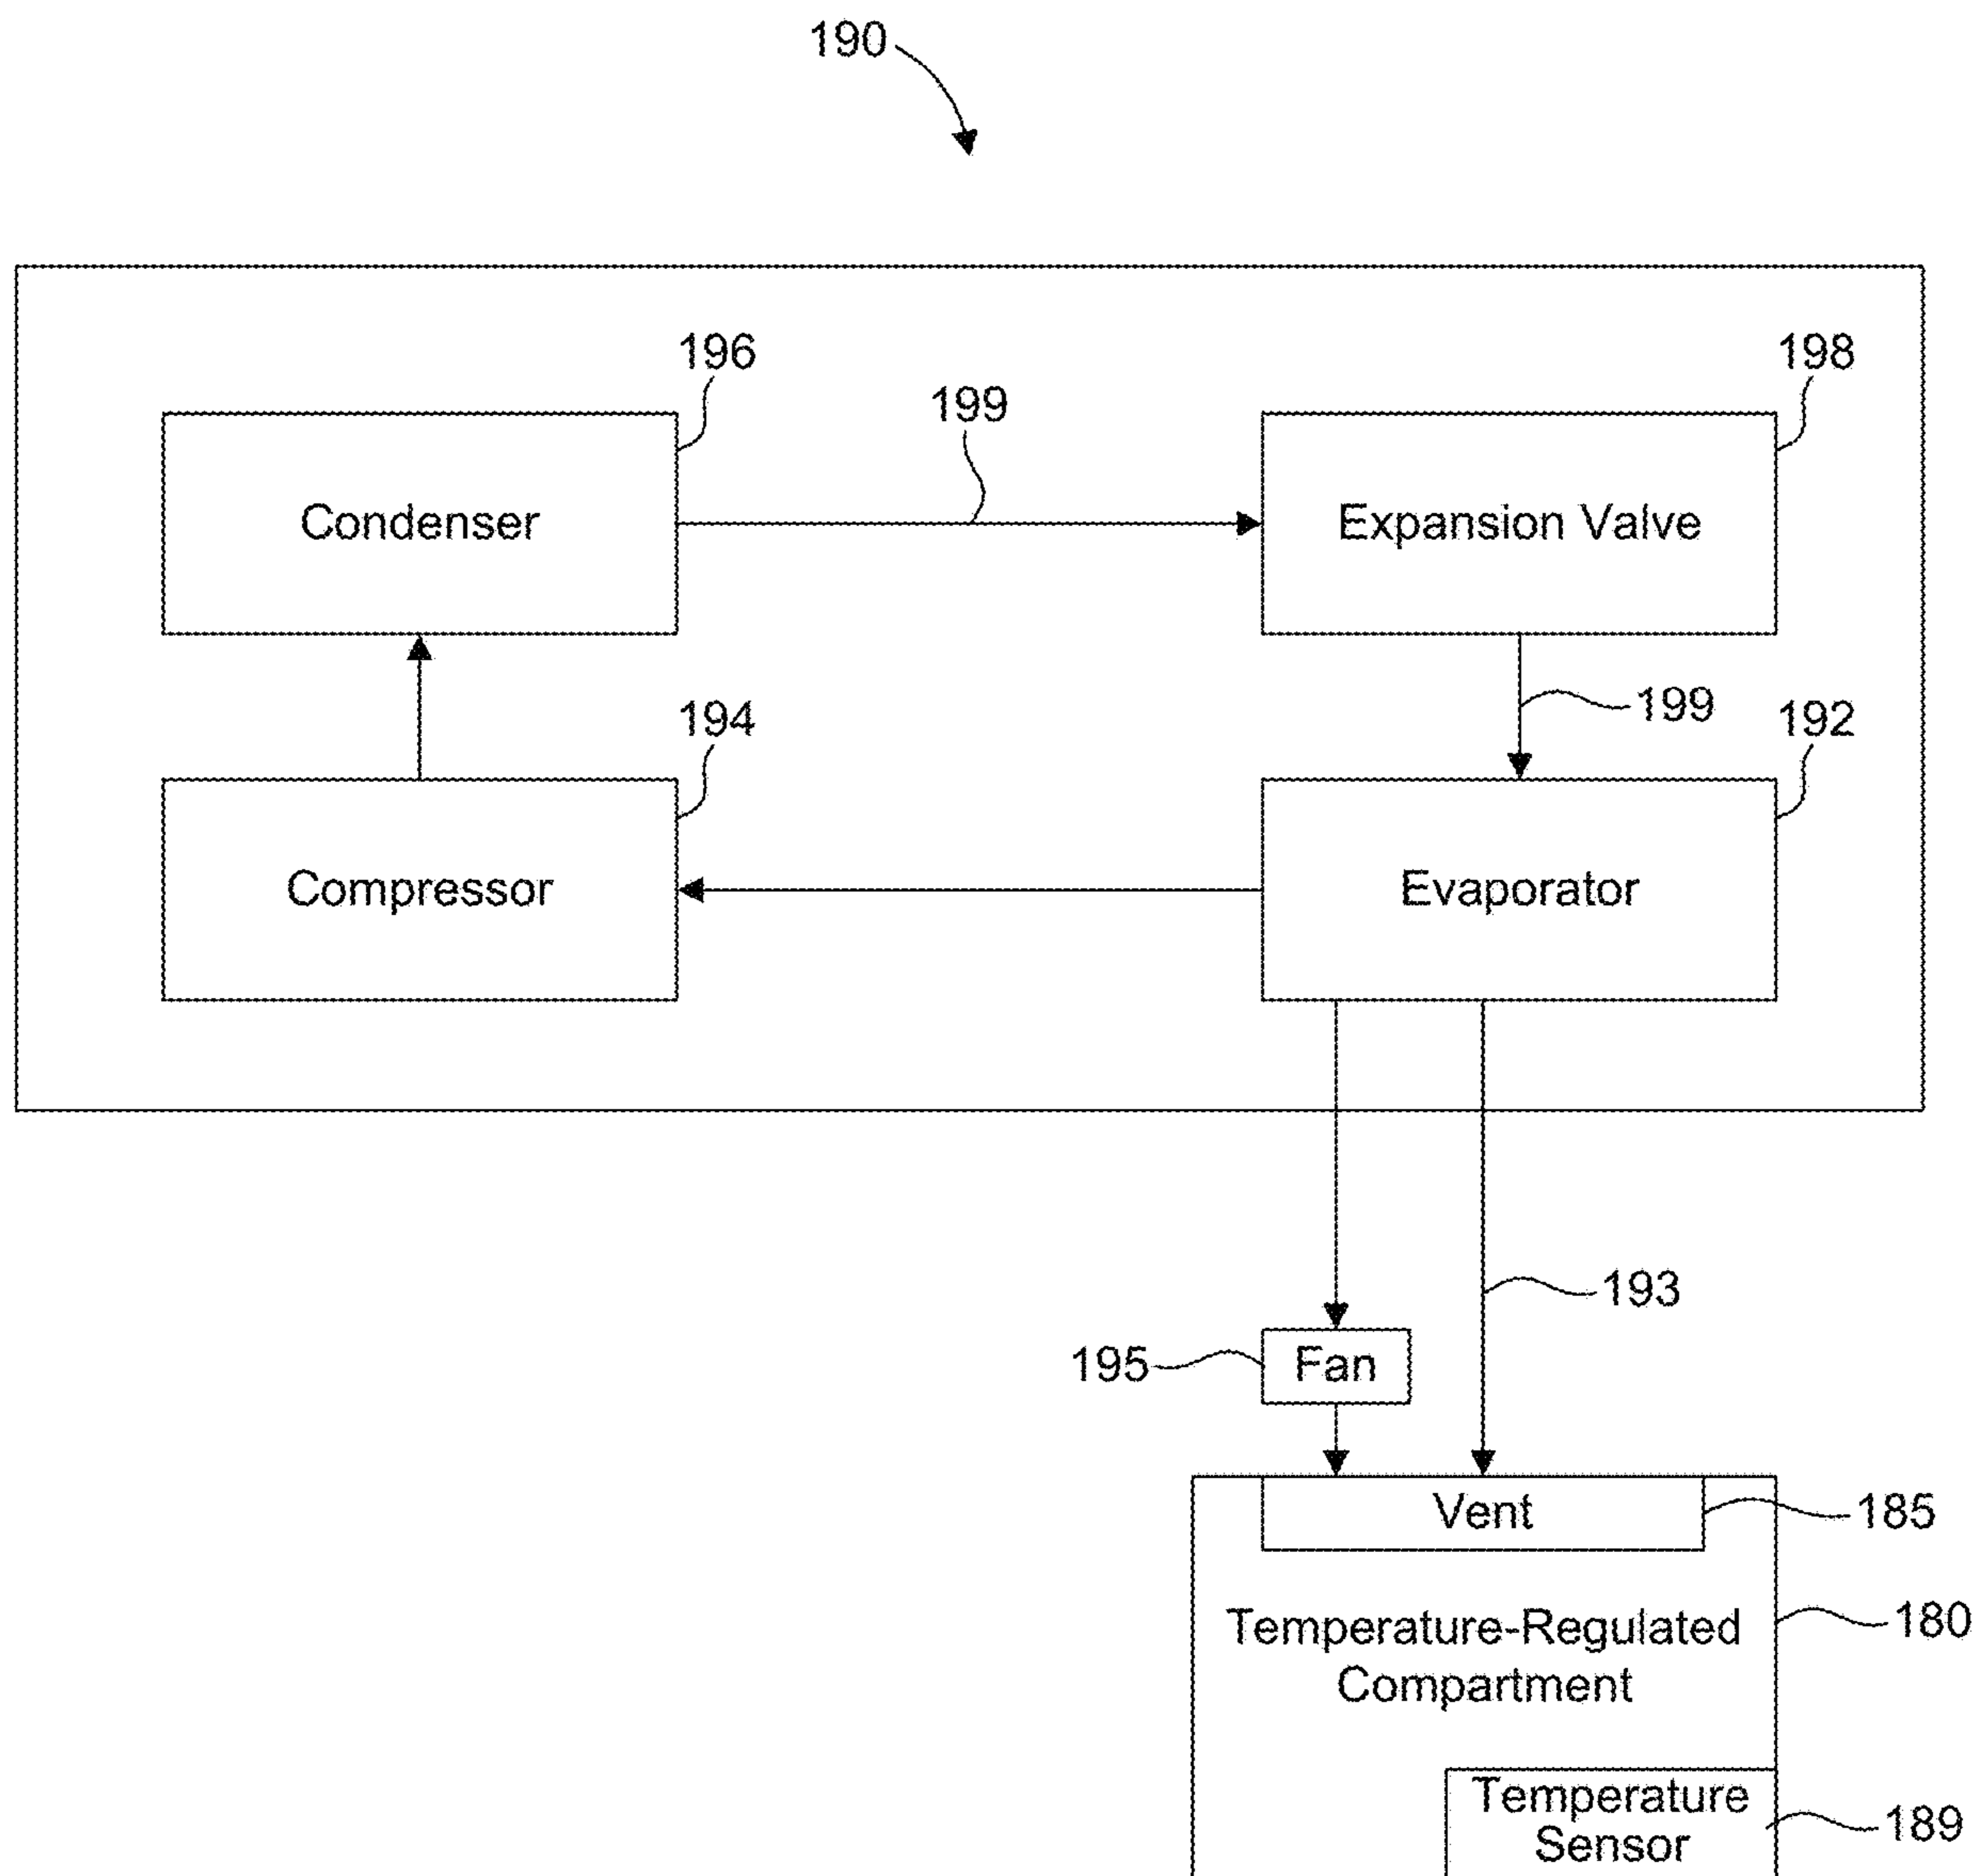 190
196
198
199
Condenser
Expansion Valve
199
194
192
Compressor
Evaporator
193
195
Fan
Vent
185
Temperature-Regulated
Compartment
180
Temperature
Sensor
189